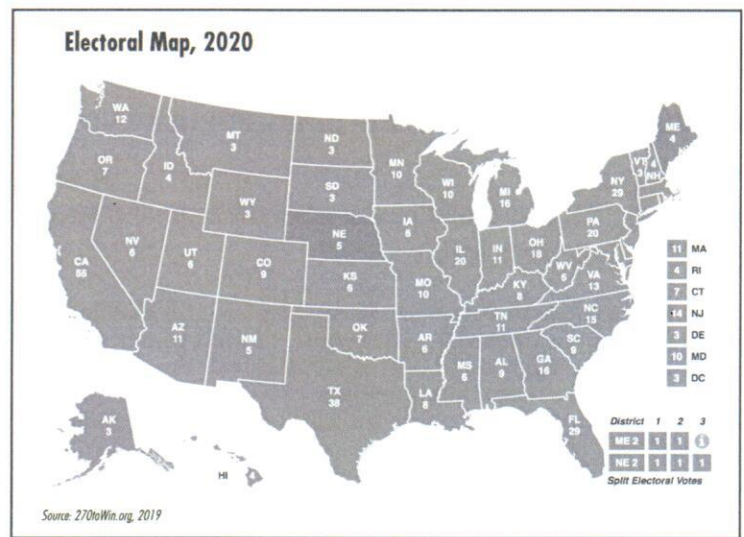 Electoral Map, 2020
WA
12
OR
7
CA
55
NV
6
ID
4
MT
3
WY
3
UT
6
AZ
11
CO
9
NM
5
ND
3
SD
3
NE
5
KS
6
OK
7
TX
38
MN
10
IA
6
MO
10
AR
6
LA
8
WI
10
IL
20
MI
16
IN
11
OH
18
KY
8
TN
11
MS
6
AL
9
GA
16
FL
29
SC
9
NC
15
VA
13
WV
5
PA
20
NY
29
VT
3
4
NH
ME
4
AK
3
HI
11 MA
4 RI
7 CT
14 NJ
3 DE
10 MD
3 DC
District 1 2 3
ME 2 1 1
NE 2 1 1 1
Split Electoral Votes
Source: 270toWin.org, 2019